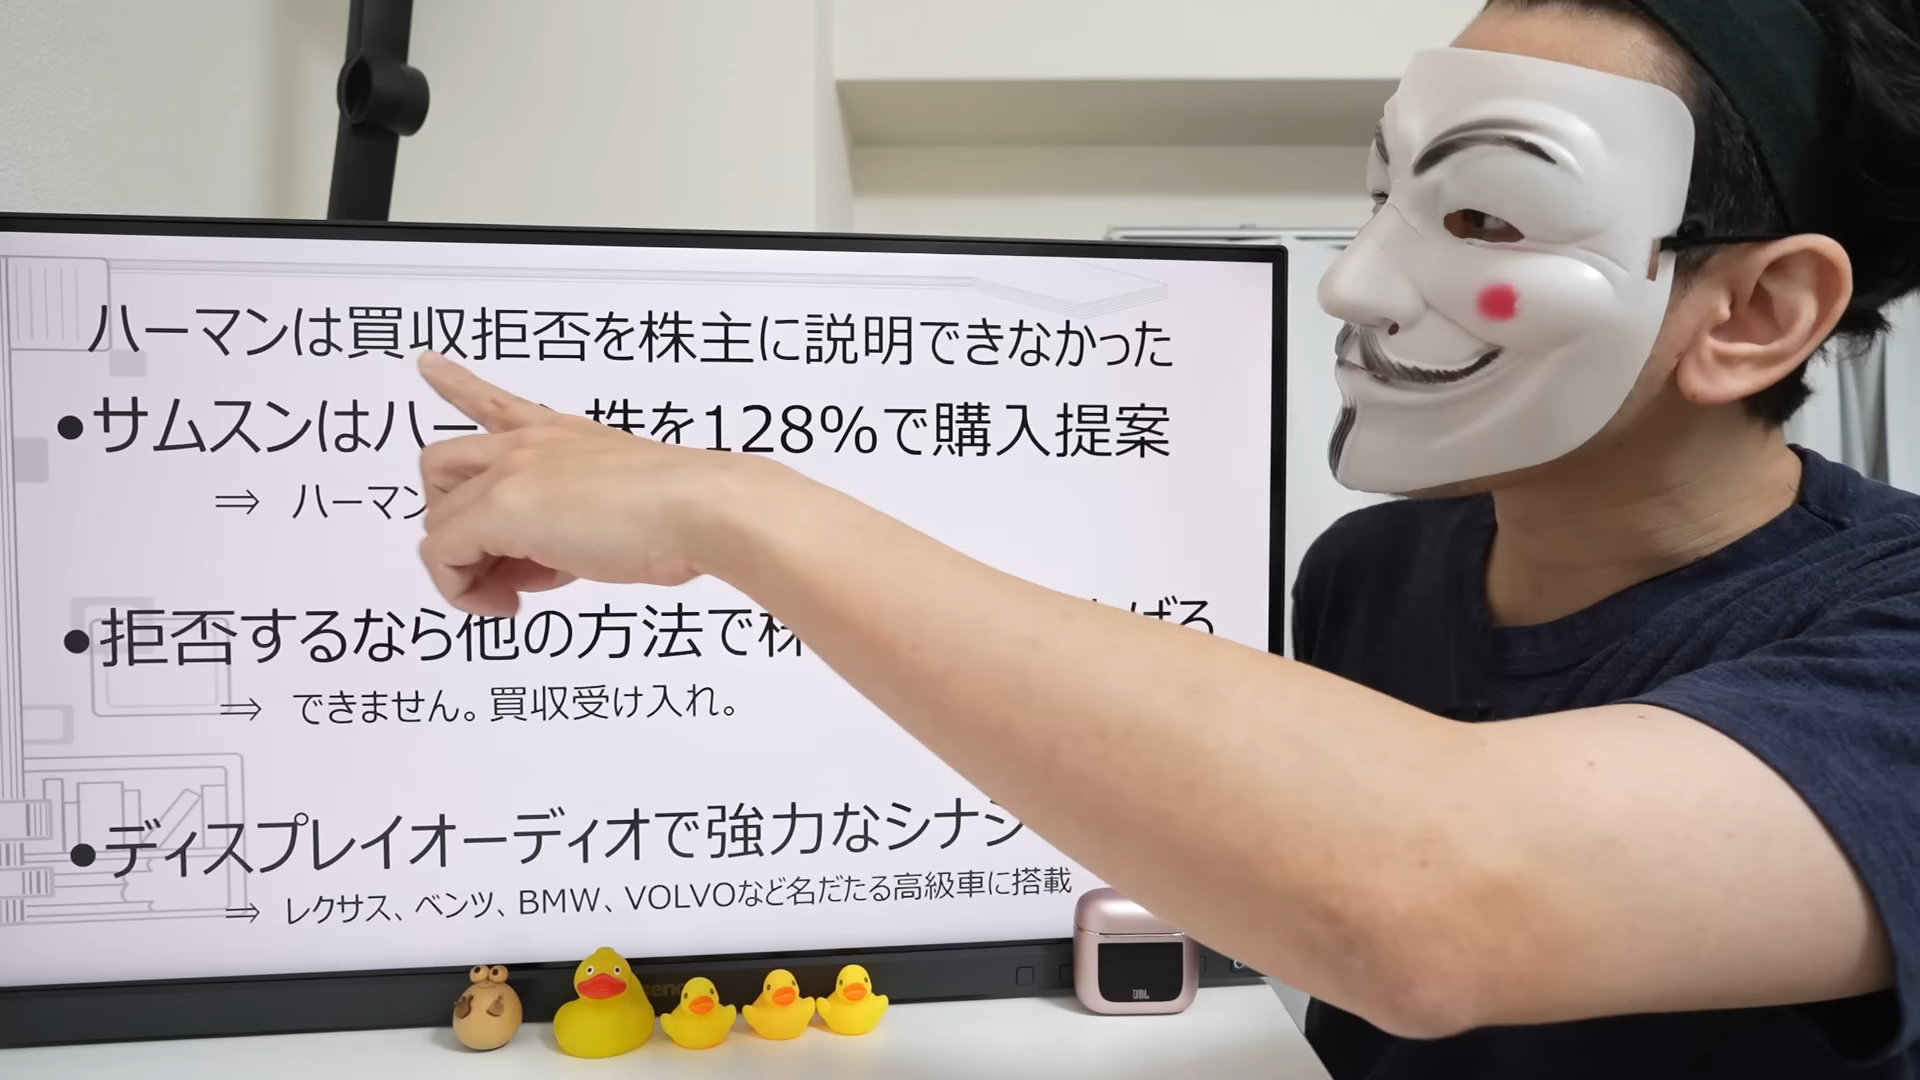 ハーマンは買収拒否を株主に説明できなかった
●サムスンはハー 株を128%で購入提案
⇒ ハーマン
●拒否するなら他の方法で げる
⇒ できません。買収受け入れ。
●ディスプレイオーディオで強力なシナジ
⇒ レクサス、ベンツ、BMW、VOLVOなど名だたる高級車に搭載
JBL